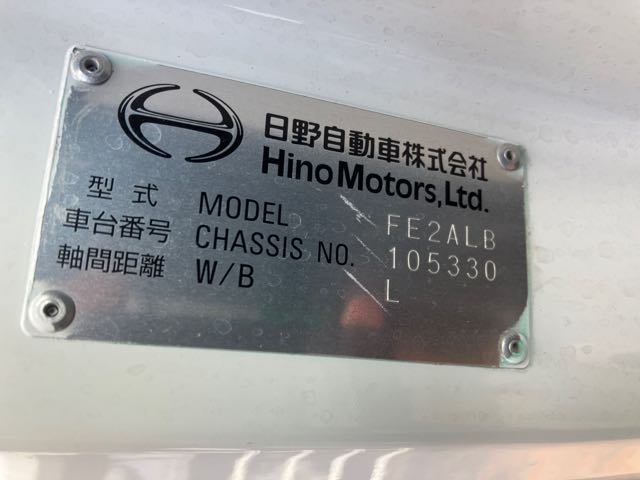 日野自動車株式会社
Hino Motors, Ltd.
型式 MODEL FE2ALB
車台番号 CHASSIS NO. 105330
軸間距離 W/B L